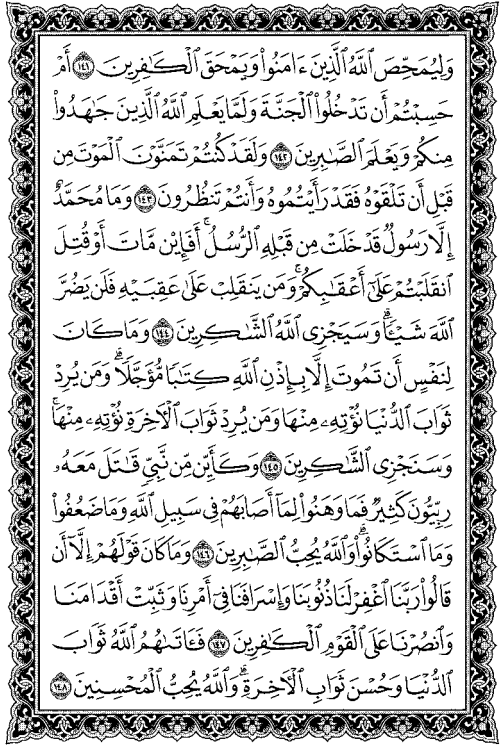 وَلِيُمَحِّصَ ٱللَّهُ ٱلَّذِينَ ءَامَنُوا۟ وَيَمْحَقَ ٱلْكَـٰفِرِينَ ١٤١ أَمْ
حَسِبْتُمْ أَن تَدْخُلُوا۟ ٱلْجَنَّةَ وَلَمَّا يَعْلَمِ ٱللَّهُ ٱلَّذِينَ جَـٰهَدُوا۟
مِنكُمْ وَيَعْلَمَ ٱلصَّـٰبِرِينَ ١٤٢ وَلَقَدْ كُنتُمْ تَمَنَّوْنَ ٱلْمَوْتَ مِن
قَبْلِ أَن تَلْقَوْهُ فَقَدْ رَأَيْتُمُوهُ وَأَنتُمْ تَنظُرُونَ ١٤٣ وَمَا مُحَمَّدٌ
إِلَّا رَسُولٌ قَدْ خَلَتْ مِن قَبْلِهِ ٱلرُّسُلُ ۚ أَفَإِي۟ن مَّاتَ أَوْ قُتِلَ
ٱنقَلَبْتُمْ عَلَىٰٓ أَعْقَـٰبِكُمْ ۚ وَمَن يَنقَلِبْ عَلَىٰ عَقِبَيْهِ فَلَن يَضُرَّ
ٱللَّهَ شَيْـًٔا ۗ وَسَيَجْزِى ٱللَّهُ ٱلشَّـٰكِرِينَ ١٤٤ وَمَا كَانَ
لِنَفْسٍ أَن تَمُوتَ إِلَّا بِإِذْنِ ٱللَّهِ كِتَـٰبًا مُّؤَجَّلًا ۗ وَمَن يُرِدْ
ثَوَابَ ٱلدُّنْيَا نُؤْتِهِۦ مِنْهَا وَمَن يُرِدْ ثَوَابَ ٱلْـَٔاخِرَةِ نُؤْتِهِۦ مِنْهَا ۚ
وَسَنَجْزِى ٱلشَّـٰكِرِينَ ١٤٥ وَكَأَيِّن مِّن نَّبِىٍّ قَـٰتَلَ مَعَهُۥ
رِبِّيُّونَ كَثِيرٌ فَمَا وَهَنُوا۟ لِمَآ أَصَابَهُمْ فِى سَبِيلِ ٱللَّهِ وَمَا ضَعُفُوا۟
وَمَا ٱسْتَكَانُوا۟ ۗ وَٱللَّهُ يُحِبُّ ٱلصَّـٰبِرِينَ ١٤٦ وَمَا كَانَ قَوْلَهُمْ إِلَّآ أَن
قَالُوا۟ رَبَّنَا ٱغْفِرْ لَنَا ذُنُوبَنَا وَإِسْرَافَنَا فِىٓ أَمْرِنَا وَثَبِّتْ أَقْدَامَنَا
وَٱنصُرْنَا عَلَى ٱلْقَوْمِ ٱلْكَـٰفِرِينَ ١٤٧ فَـَٔاتَىٰهُمُ ٱللَّهُ ثَوَابَ
ٱلدُّنْيَا وَحُسْنَ ثَوَابِ ٱلْـَٔاخِرَةِ ۗ وَٱللَّهُ يُحِبُّ ٱلْمُحْسِنِينَ ١٤٨